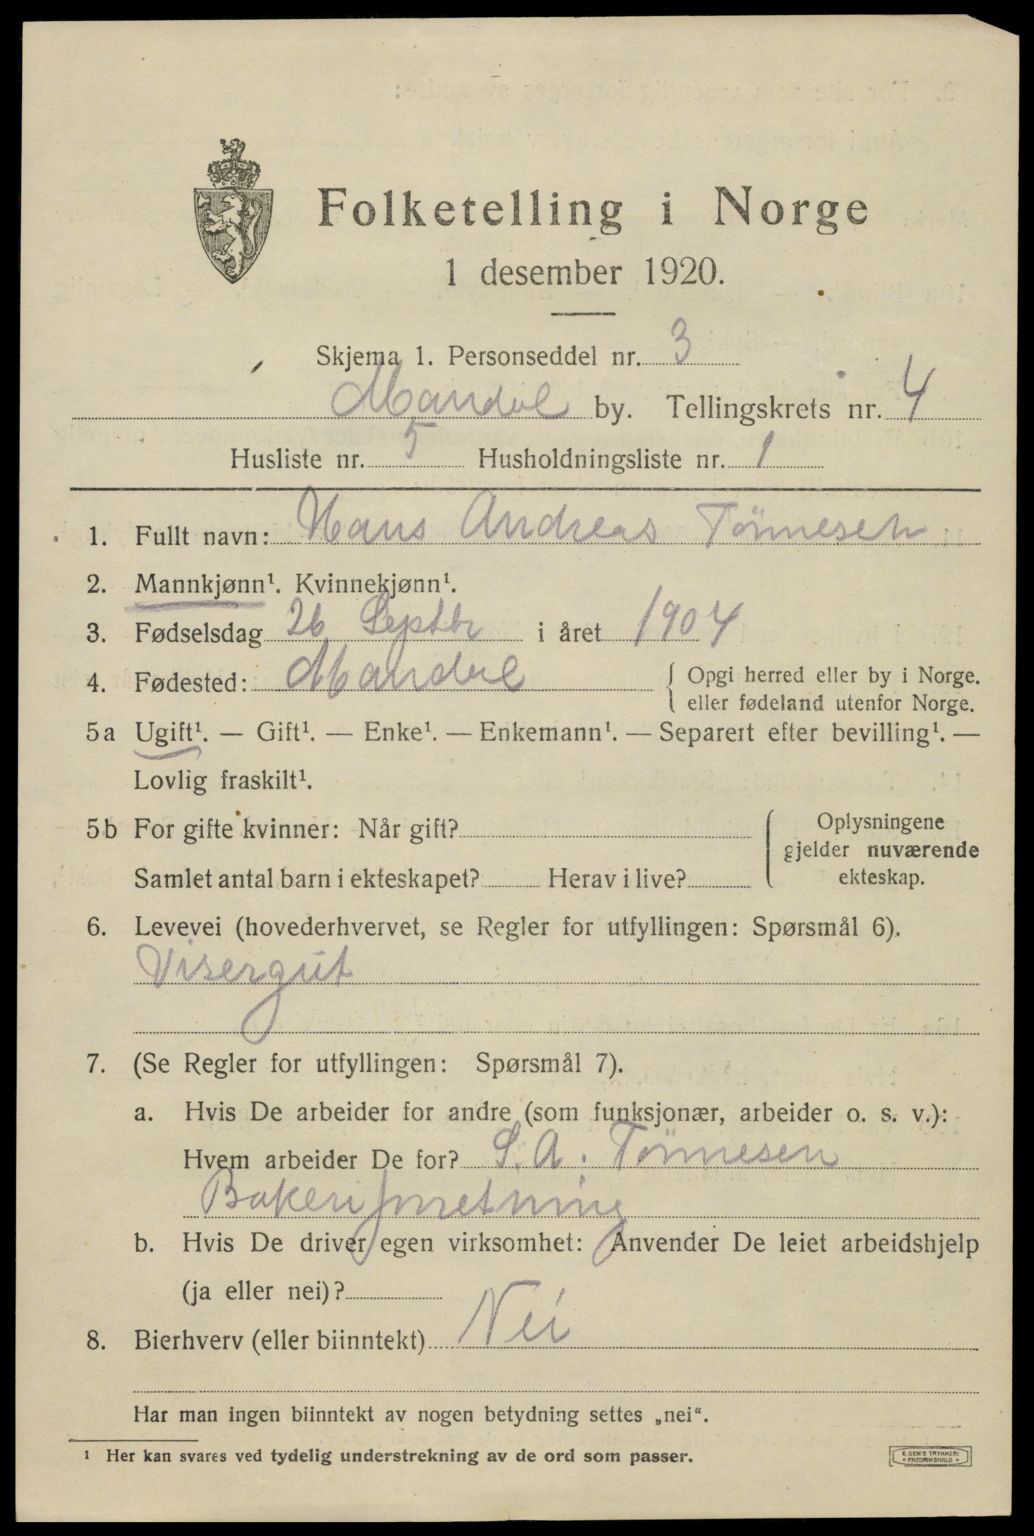 Folketelling i Norge
1 desember 1920.
Skjema 1. Personseddel nr. 3
Mandal by. Tellingskrets nr. 4
Husliste nr. 5 Husholdningsliste nr. 1
1. Fullt navn: Hans Andreas Tönnesen
2. Mannkjønn¹. Kvinnekjønn¹.
3. Fødselsdag 26 Septbr i året 1904
4. Fødested: Mandal { Opgi herred eller by i Norge.
eller fødeland utenfor Norge.
5a Ugift¹. — Gift¹. — Enke¹. — Enkemann¹. — Separert efter bevilling¹. —
Lovlig fraskilt¹.
5b For gifte kvinner: Når gift?
Samlet antal barn i ekteskapet? Herav i live?
Oplysningene
gjelder nuværende
ekteskap.
6. Levevei (hovederhvervet, se Regler for utfyllingen: Spørsmål 6).
Visergut
7. (Se Regler for utfyllingen: Spørsmål 7).
a. Hvis De arbeider for andre (som funksjonær, arbeider o. s. v.):
Hvem arbeider De for? S. A. Tönnesen
Bakeriforretning
b. Hvis De driver egen virksomhet: Anvender De leiet arbeidshjelp
(ja eller nei)?
8. Bierhverv (eller biinntekt) Nei
Har man ingen biinntekt av nogen betydning settes „nei“.
¹ Her kan svares ved tydelig understrekning av de ord som passer.
E. SEM'S TRYKKERI
FREDRIKSHALD